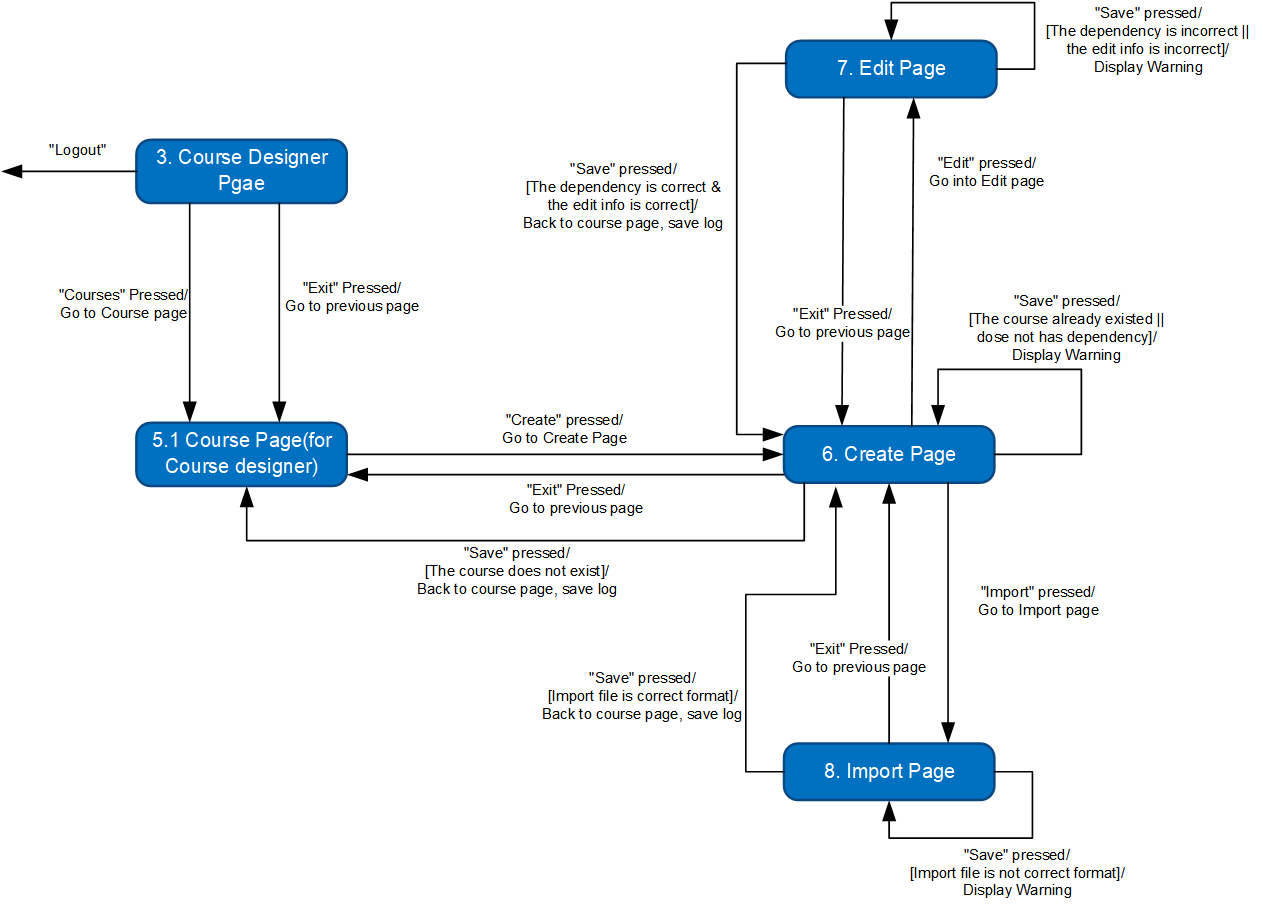 "Save" pressed/
[The dependency is incorrect ||
the edit info is incorrect]/
Display Warning
7. Edit Page
"Logout"
3. Course Designer
Pgae
"Save" pressed/
[The dependency is correct &
the edit info is correct]/
Back to course page, save log
"Edit" pressed/
Go into Edit page
"Courses" Pressed/
Go to Course page
"Exit" Pressed/
Go to previous page
"Exit" Pressed/
Go to previous page
"Save" pressed/
[The course already existed ||
dose not has dependency]/
Display Warning
5.1 Course Page(for
Course designer)
"Create" pressed/
Go to Create Page
6. Create Page
"Exit" Pressed/
Go to previous page
"Save" pressed/
[The course does not exist]/
Back to course page, save log
"Import" pressed/
Go to Import page
"Exit" Pressed/
Go to previous page
"Save" pressed/
[Import file is correct format]/
Back to course page, save log
8. Import Page
"Save" pressed/
[Import file is not correct format]/
Display Warning